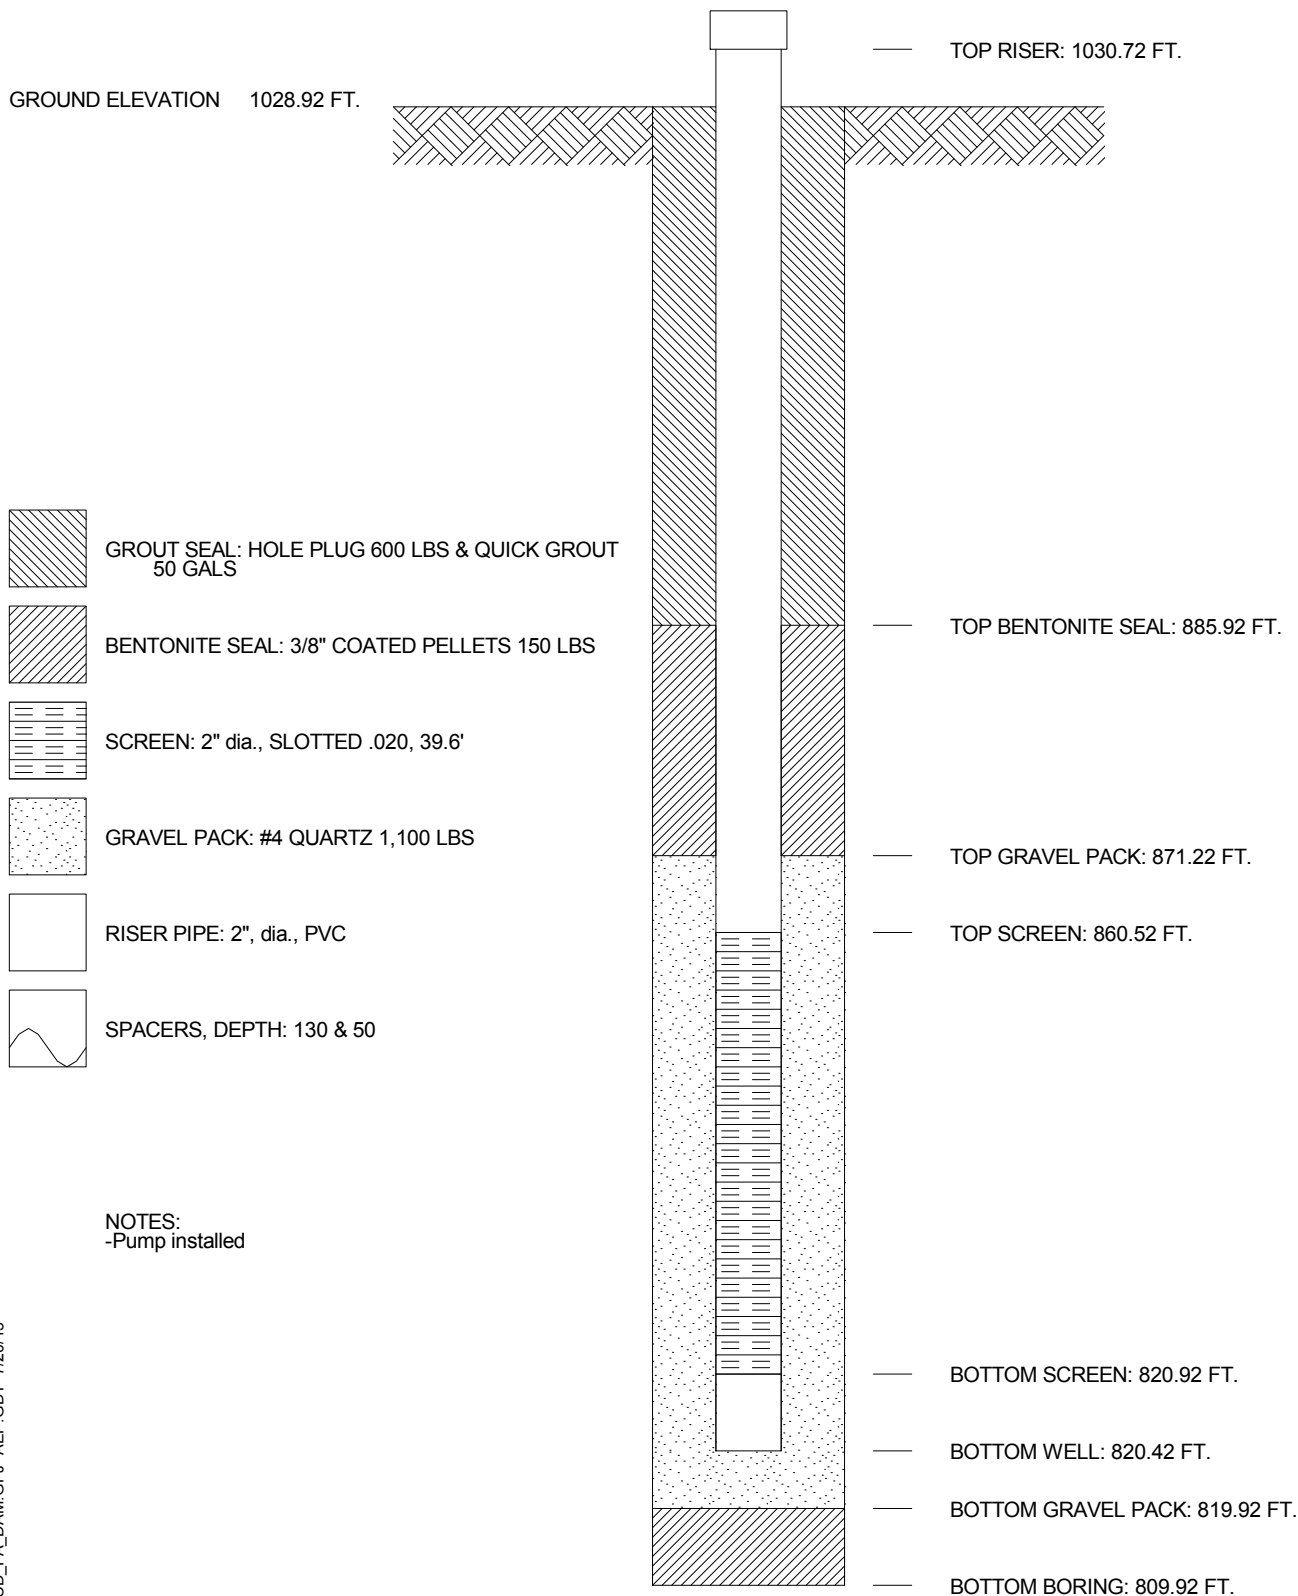 TOP RISER: 1030.72 FT.
GROUND ELEVATION 1028.92 FT.
GROUT SEAL: HOLE PLUG 600 LBS & QUICK GROUT
50 GALS
BENTONITE SEAL: 3/8" COATED PELLETS 150 LBS
SCREEN: 2" dia., SLOTTED .020, 39.6'
GRAVEL PACK: #4 QUARTZ 1,100 LBS
RISER PIPE: 2", dia., PVC
SPACERS, DEPTH: 130 & 50
NOTES:
-Pump installed
TOP BENTONITE SEAL: 885.92 FT.
TOP GRAVEL PACK: 871.22 FT.
TOP SCREEN: 860.52 FT.
BOTTOM SCREEN: 820.92 FT.
BOTTOM WELL: 820.42 FT.
BOTTOM GRAVEL PACK: 819.92 FT.
BOTTOM BORING: 809.92 FT.